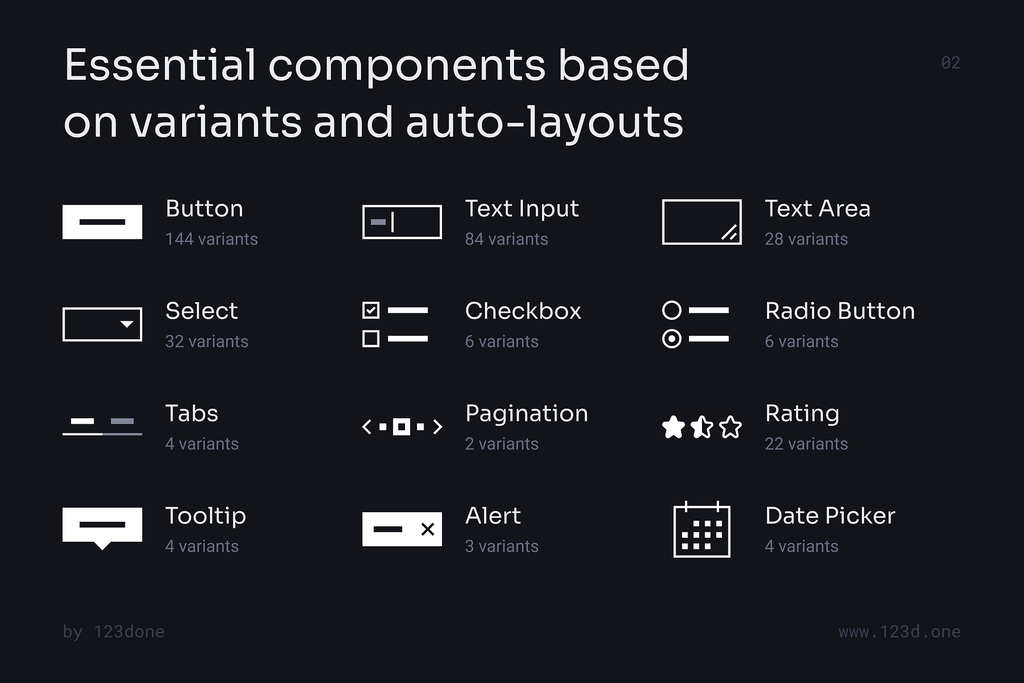 Essential components based
on variants and auto-layouts
02
Button
144 variants
Text Input
84 variants
Text Area
28 variants
Select
32 variants
Checkbox
6 variants
Radio Button
6 variants
Tabs
4 variants
Pagination
2 variants
Rating
22 variants
Tooltip
4 variants
Alert
3 variants
Date Picker
4 variants
by 123done
www.123d.one